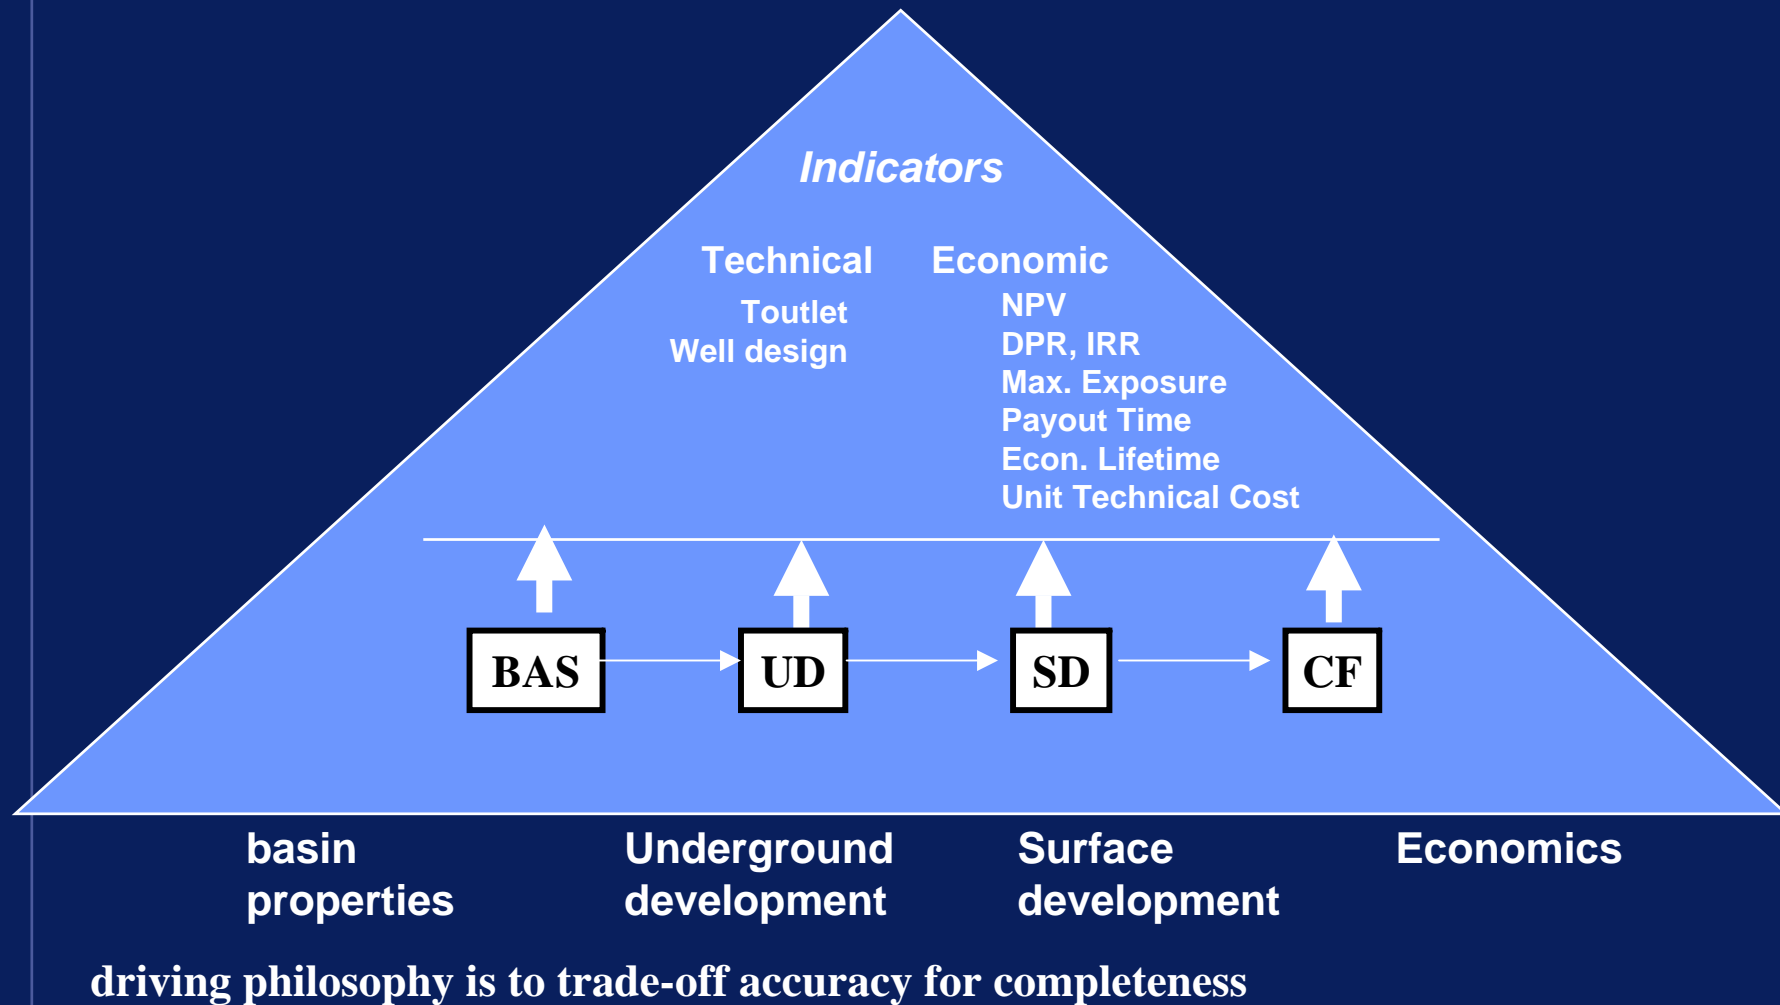 Indicators
Technical
Economic
Toutlet
Well design
NPV
DPR, IRR
Max. Exposure
Payout Time
Econ. Lifetime
Unit Technical Cost
BAS
UD
SD
CF
basin
properties
Underground
development
Surface
development
Economics
driving philosophy is to trade-off accuracy for completeness